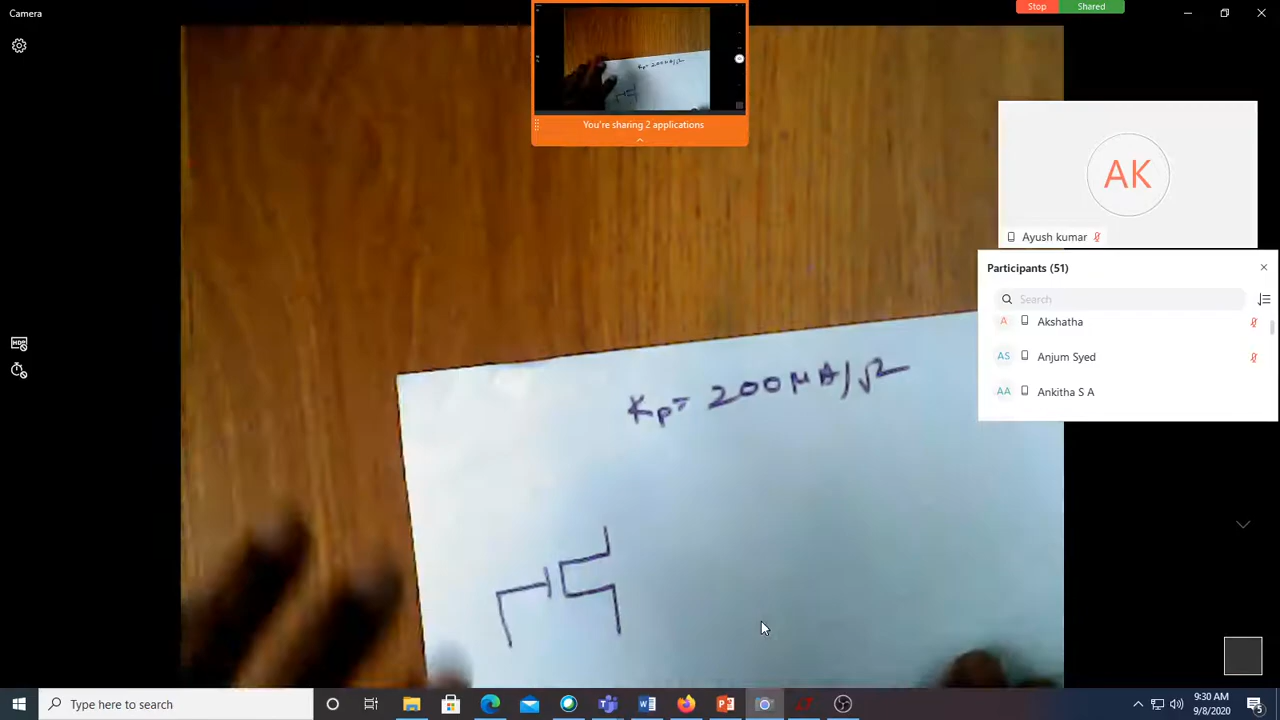 Camera
Stop
Shared
You're sharing 2 applications
AK
Ayush kumar
Participants (51)
Search
A
Akshatha
AS
Anjum Syed
AA
Ankitha S A
Kp= 200μA/V2
Type here to search
9:30 AM
9/8/2020
5